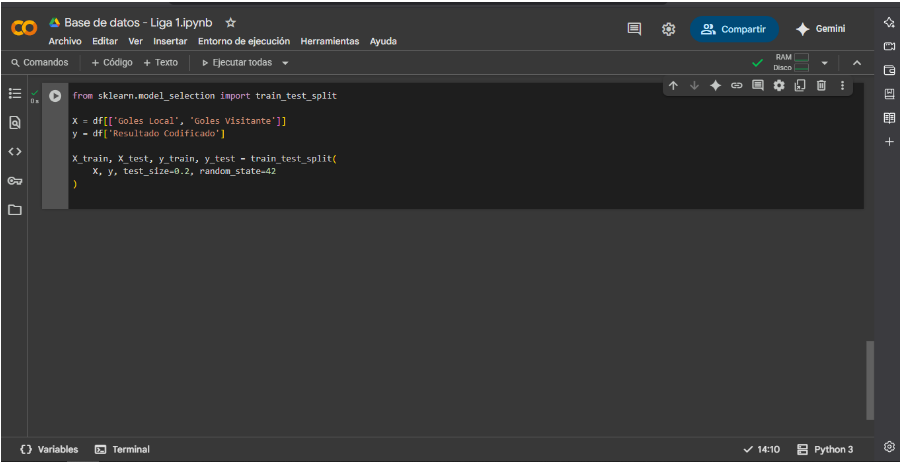 Base de datos - Liga 1.ipynb
Compartir
Gemini
Archivo Editar Ver Insertar Entorno de ejecución Herramientas Ayuda
Comandos + Código + Texto Ejecutar todas
RAM
Disco
0 s
from sklearn.model_selection import train_test_split
X = df[['Goles Local', 'Goles Visitante']]
y = df['Resultado Codificado']
X_train, X_test, y_train, y_test = train_test_split(
X, y, test_size=0.2, random_state=42
)
{} Variables Terminal 14:10 Python 3